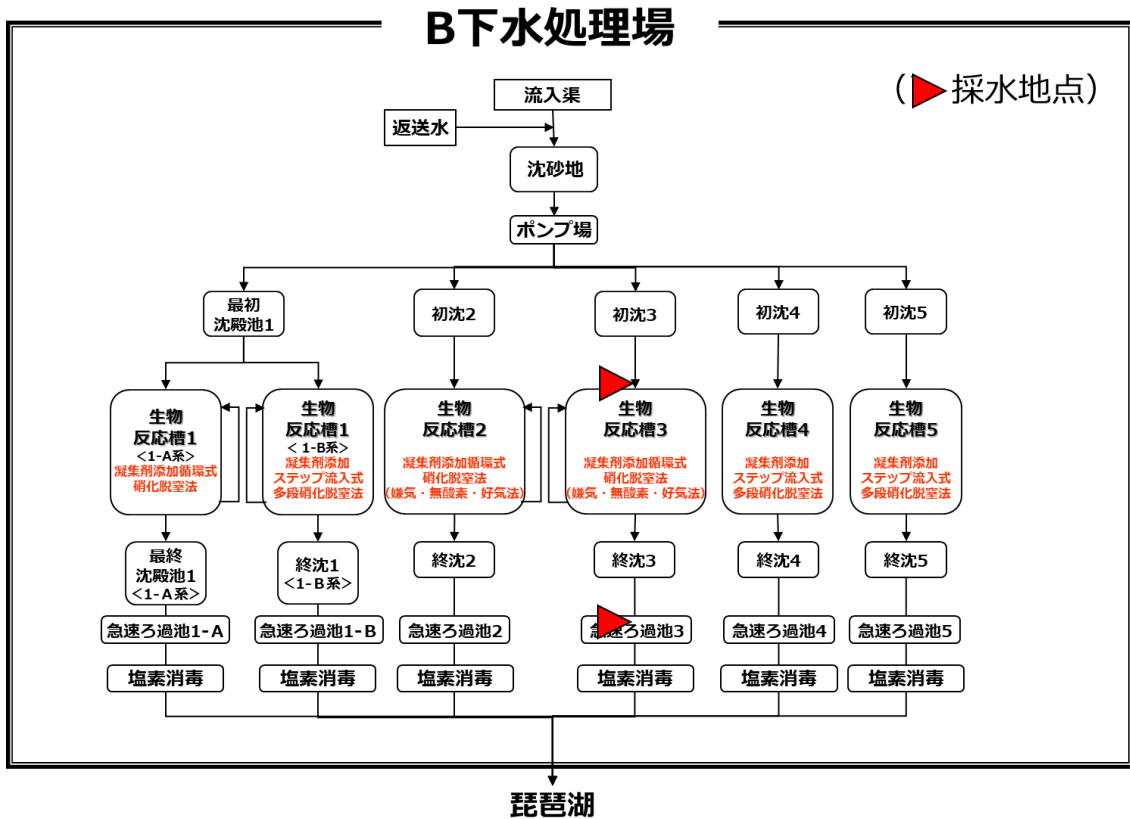 B下水処理場
(▶採水地点)
流入渠
返送水
沈砂地
ポンプ場
最初
沈殿池1
初沈2
初沈3
初沈4
初沈5
生物
反応槽1
<1-A系>
凝集剤添加循環式
硝化脱窒法
生物
反応槽1
< 1-B系>
凝集剤添加
ステップ流入式
多段硝化脱窒法
生物
反応槽2
凝集剤添加循環式
硝化脱窒法
(嫌気・無酸素・好気法)
生物
反応槽3
凝集剤添加循環式
硝化脱窒法
(嫌気・無酸素・好気法)
生物
反応槽4
凝集剤添加
ステップ流入式
多段硝化脱窒法
生物
反応槽5
凝集剤添加
ステップ流入式
多段硝化脱窒法
最終
沈殿池1
<1-A系>
終沈1
<1-B系>
終沈2
終沈3
終沈4
終沈5
急速ろ過池1-A
急速ろ過池1-B
急速ろ過池2
急速ろ過池3
急速ろ過池4
急速ろ過池5
塩素消毒
塩素消毒
塩素消毒
塩素消毒
塩素消毒
塩素消毒
琵琶湖